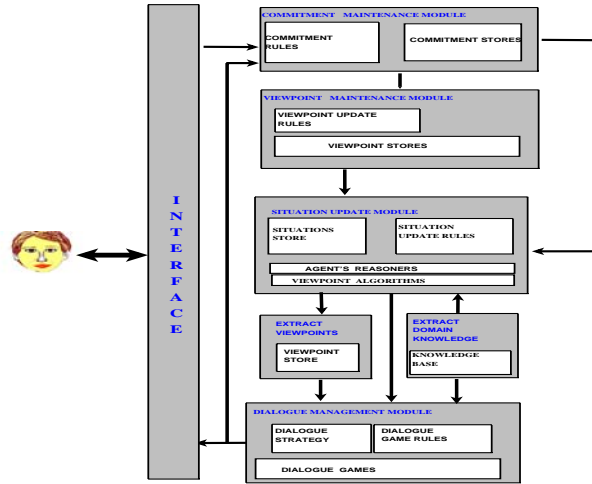 COMMITMENT MAINTENANCE MODULE
COMMITMENT
RULES
COMMITMENT STORES
VIEWPOINT MAINTENANCE MODULE
VIEWPOINT UPDATE
RULES
VIEWPOINT STORES
INTERFACE
SITUATION UPDATE MODULE
SITUATIONS
STORE
SITUATION
UPDATE RULES
AGENT'S REASONERS
VIEWPOINT ALGORITHMS
EXTRACT
VIEWPOINTS
VIEWPOINT
STORE
EXTRACT
DOMAIN
KNOWLEDGE
KNOWLEDGE
BASE
DIALOGUE MANAGEMENT MODULE
DIALOGUE
STRATEGY
DIALOGUE
GAME RULES
DIALOGUE GAMES